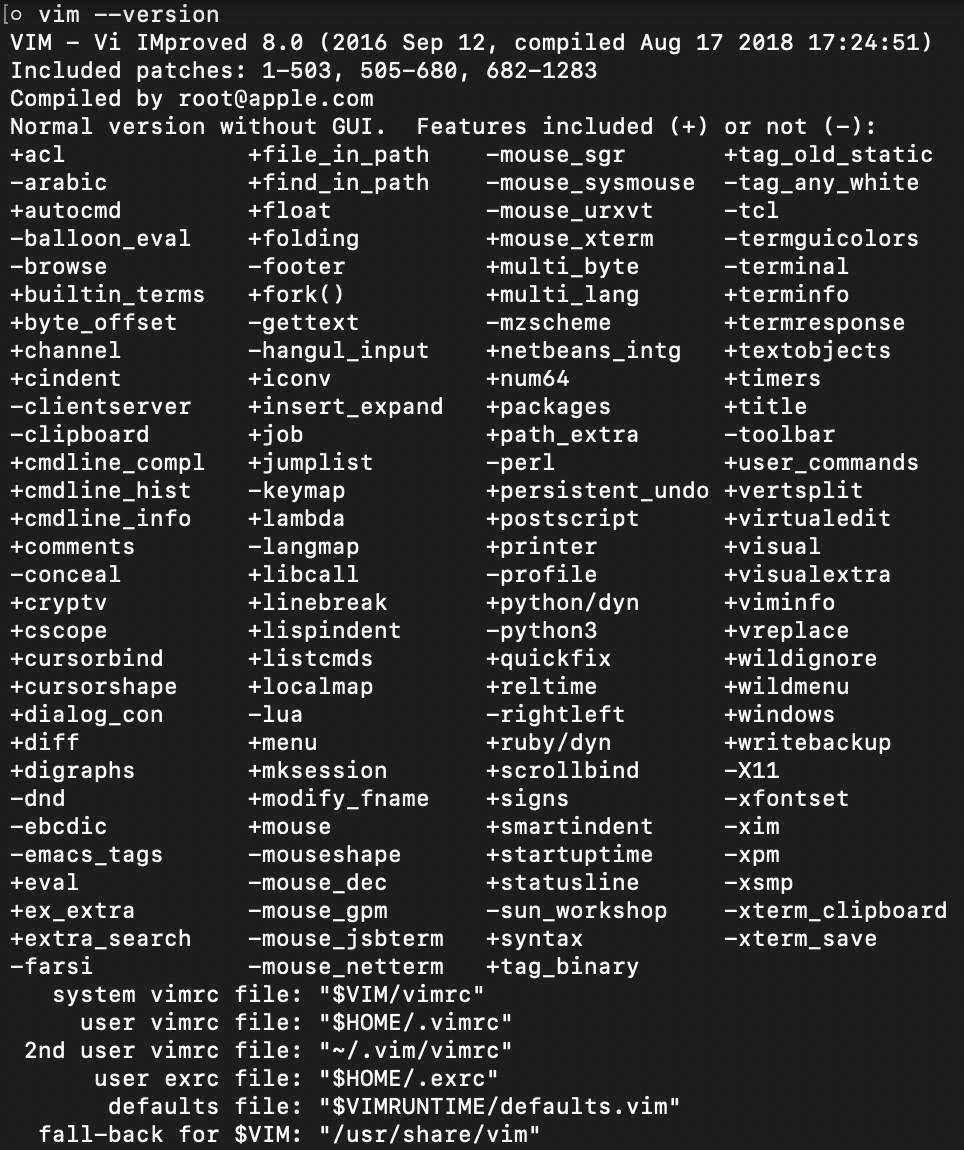 [○ vim --version
VIM - Vi IMproved 8.0 (2016 Sep 12, compiled Aug 17 2018 17:24:51)
Included patches: 1-503, 505-680, 682-1283
Compiled by root@apple.com
Normal version without GUI.  Features included (+) or not (-):
+acl             +file_in_path    -mouse_sgr       +tag_old_static
-arabic          +find_in_path    -mouse_sysmouse  -tag_any_white
+autocmd         +float           -mouse_urxvt     -tcl
-balloon_eval    +folding         +mouse_xterm     -termguicolors
-browse          -footer          +multi_byte      -terminal
+builtin_terms   +fork()          +multi_lang      +terminfo
+byte_offset     -gettext         -mzscheme        +termresponse
+channel         -hangul_input    +netbeans_intg   +textobjects
+cindent         +iconv           +num64           +timers
-clientserver    +insert_expand   +packages        +title
-clipboard       +job             +path_extra      -toolbar
+cmdline_compl   +jumplist        -perl            +user_commands
+cmdline_hist    -keymap          +persistent_undo +vertsplit
+cmdline_info    +lambda          +postscript      +virtualedit
+comments        -langmap         +printer         +visual
-conceal         +libcall         -profile         +visualextra
+cryptv          +linebreak       +python/dyn      +viminfo
+cscope          +lispindent      -python3         +vreplace
+cursorbind      +listcmds        +quickfix        +wildignore
+cursorshape     +localmap        +reltime         +wildmenu
+dialog_con      -lua             -rightleft       +windows
+diff            +menu            +ruby/dyn        +writebackup
+digraphs        +mksession       +scrollbind      -X11
-dnd             +modify_fname    +signs           -xfontset
-ebcdic          +mouse           +smartindent     -xim
-emacs_tags      -mouseshape      +startuptime     -xpm
+eval            -mouse_dec       +statusline      -xsmp
+ex_extra        -mouse_gpm       -sun_workshop    -xterm_clipboard
+extra_search    -mouse_jsbterm   +syntax          -xterm_save
-farsi           -mouse_netterm   +tag_binary
   system vimrc file: "$VIM/vimrc"
     user vimrc file: "$HOME/.vimrc"
 2nd user vimrc file: "~/.vim/vimrc"
      user exrc file: "$HOME/.exrc"
       defaults file: "$VIMRUNTIME/defaults.vim"
  fall-back for $VIM: "/usr/share/vim"